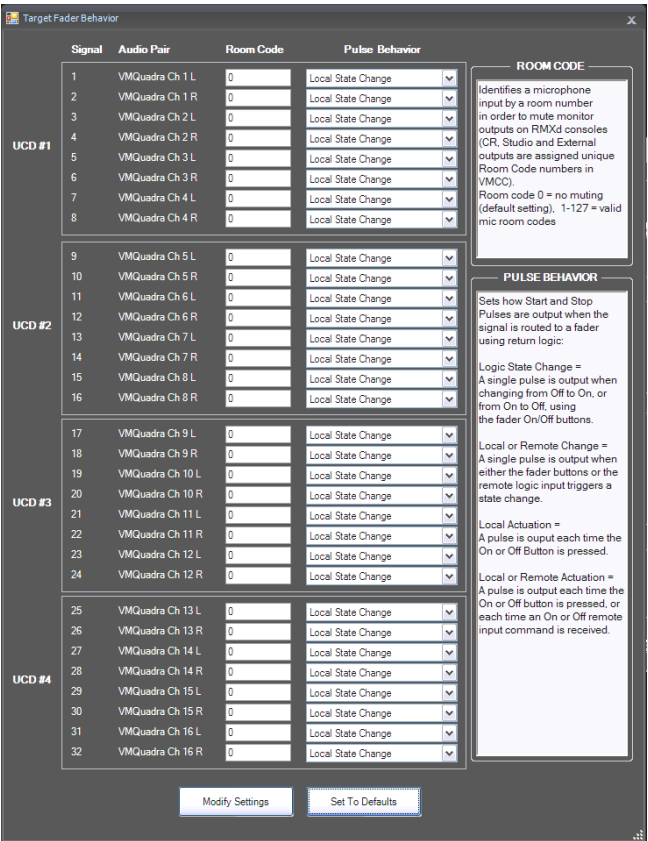 Target Fader Behavior
x
Signal Audio Pair Room Code Pulse Behavior
UCD #1
1 VMQuadra Ch 1 L 0 Local State Change
2 VMQuadra Ch 1 R 0 Local State Change
3 VMQuadra Ch 2 L 0 Local State Change
4 VMQuadra Ch 2 R 0 Local State Change
5 VMQuadra Ch 3 L 0 Local State Change
6 VMQuadra Ch 3 R 0 Local State Change
7 VMQuadra Ch 4 L 0 Local State Change
8 VMQuadra Ch 4 R 0 Local State Change
UCD #2
9 VMQuadra Ch 5 L 0 Local State Change
10 VMQuadra Ch 5 R 0 Local State Change
11 VMQuadra Ch 6 L 0 Local State Change
12 VMQuadra Ch 6 R 0 Local State Change
13 VMQuadra Ch 7 L 0 Local State Change
14 VMQuadra Ch 7 R 0 Local State Change
15 VMQuadra Ch 8 L 0 Local State Change
16 VMQuadra Ch 8 R 0 Local State Change
UCD #3
17 VMQuadra Ch 9 L 0 Local State Change
18 VMQuadra Ch 9 R 0 Local State Change
19 VMQuadra Ch 10 L 0 Local State Change
20 VMQuadra Ch 10 R 0 Local State Change
21 VMQuadra Ch 11 L 0 Local State Change
22 VMQuadra Ch 11 R 0 Local State Change
23 VMQuadra Ch 12 L 0 Local State Change
24 VMQuadra Ch 12 R 0 Local State Change
UCD #4
25 VMQuadra Ch 13 L 0 Local State Change
26 VMQuadra Ch 13 R 0 Local State Change
27 VMQuadra Ch 14 L 0 Local State Change
28 VMQuadra Ch 14 R 0 Local State Change
29 VMQuadra Ch 15 L 0 Local State Change
30 VMQuadra Ch 15 R 0 Local State Change
31 VMQuadra Ch 16 L 0 Local State Change
32 VMQuadra Ch 16 R 0 Local State Change
ROOM CODE
Identifies a microphone
input by a room number
in order to mute monitor
outputs on RMXd consoles
(CR, Studio and External
outputs are assigned unique
Room Code numbers in
VMCC).
Room code 0 = no muting
(default setting), 1-127 = valid
mic room codes
PULSE BEHAVIOR
Sets how Start and Stop
Pulses are output when the
signal is routed to a fader
using return logic:
Logic State Change =
A single pulse is output when
changing from Off to On, or
from On to Off, using
the fader On/Off buttons.
Local or Remote Change =
A single pulse is output when
either the fader buttons or the
remote logic input triggers a
state change.
Local Actuation =
A pulse is ouput each time the
On or Off Button is pressed.
Local or Remote Actuation =
A pulse is output each time the
On or Off button is pressed, or
each time an On or Off remote
input command is received.
Modify Settings
Set To Defaults